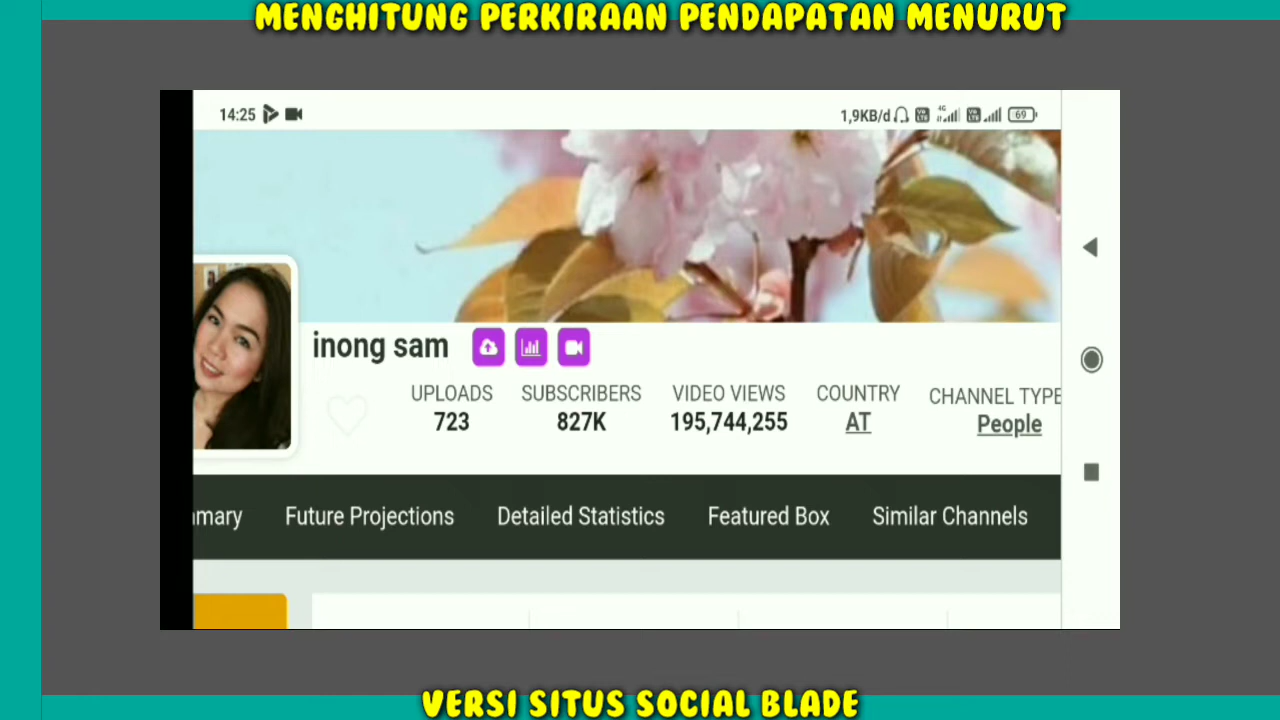 MENGHITUNG PERKIRAAN PENDAPATAN MENURUT
14:25 1,9KB/d 4G 69
inong sam
UPLOADS SUBSCRIBERS VIDEO VIEWS COUNTRY CHANNEL TYPE
723 827K 195,744,255 AT People
mary Future Projections Detailed Statistics Featured Box Similar Channels
VERSI SITUS SOCIAL BLADE